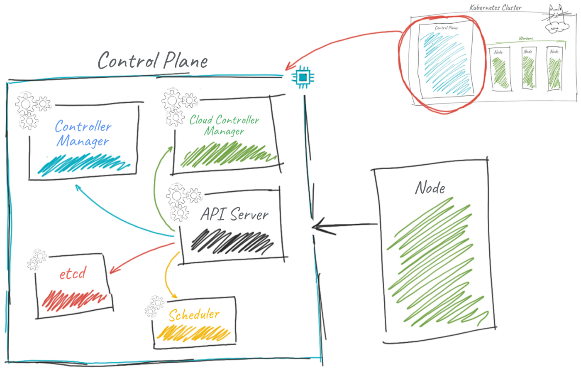 Kubernetes Cluster
Control Plane
Workers
Node
Node
Node
Control Plane
Controller
Manager
Cloud Controller
Manager
API Server
etcd
Scheduler
Node